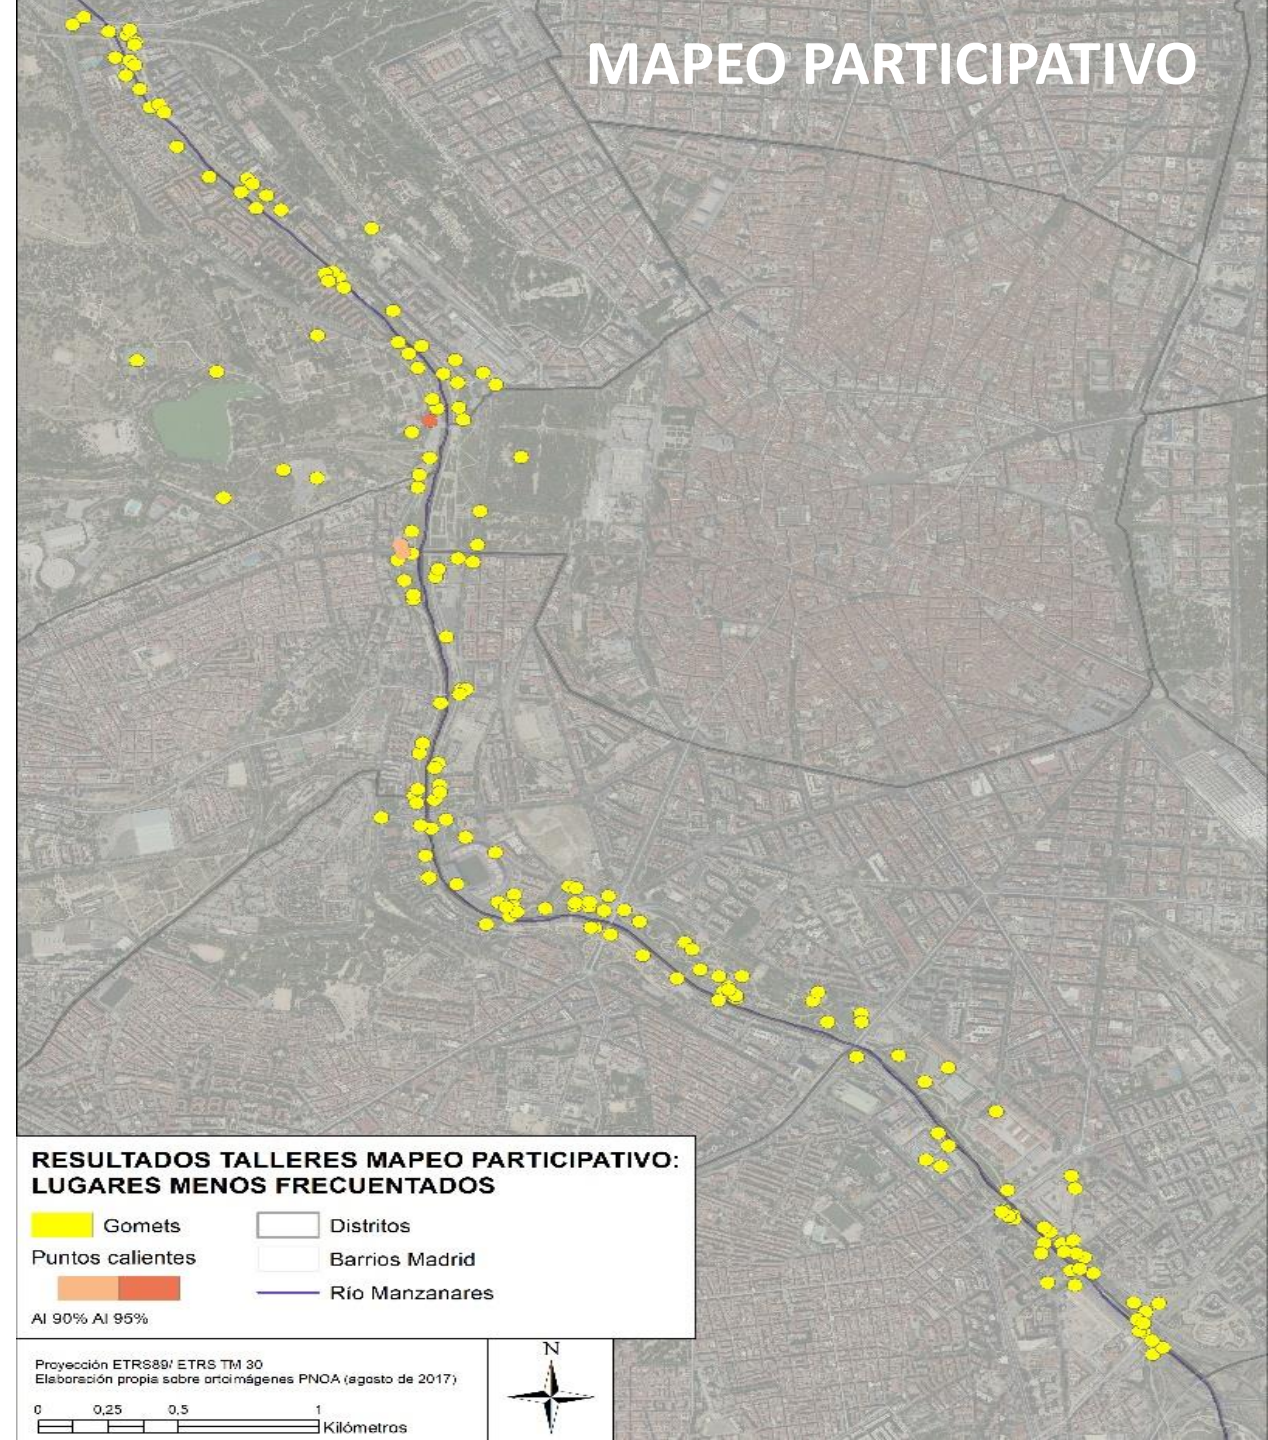 MAPEO PARTICIPATIVO
RESULTADOS TALLERES MAPEO PARTICIPATIVO:
LUGARES MENOS FRECUENTADOS
Gomets
Distritos
Puntos calientes
Barrios Madrid
Río Manzanares
Al 90% Al 95%
N
Proyección ETRS89/ ETRS TM 30
Elaboración propia sobre ortoimágenes PNOA (agosto de 2017)
0 0,25 0,5 1
Kilómetros